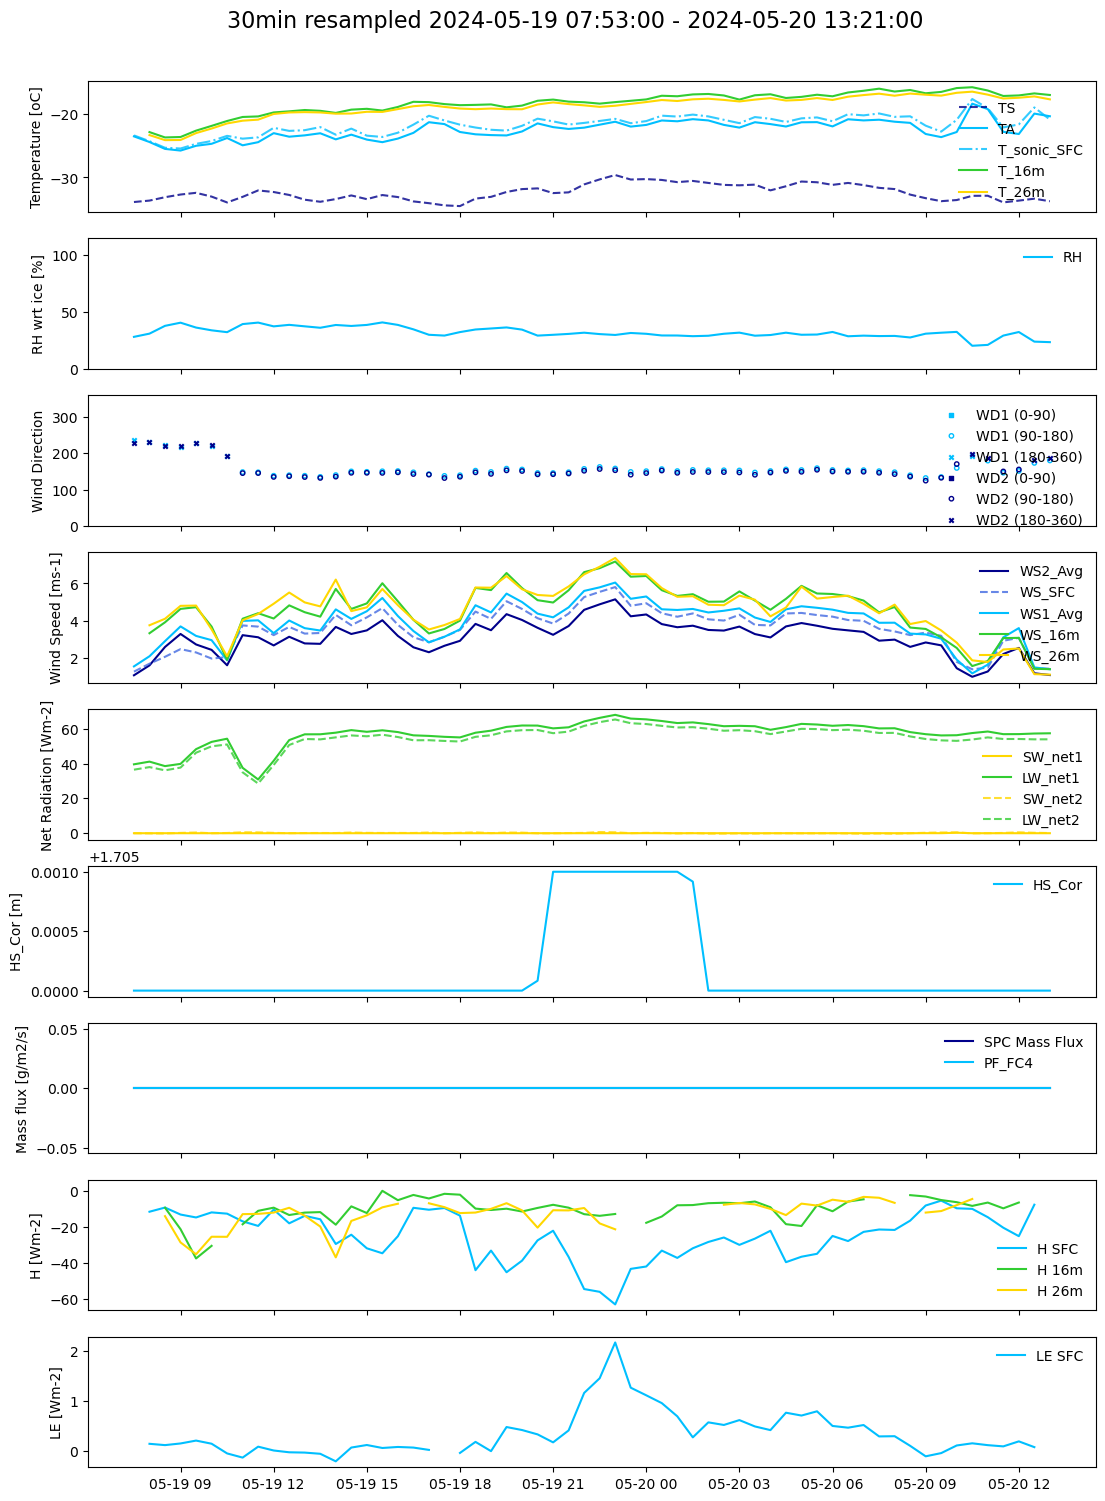 30min resampled 2024-05-19 07:53:00 - 2024-05-20 13:21:00
Temperature [oC]
−20
−30
TS
TA
T_sonic_SFC
T_16m
T_26m
RH wrt ice [%]
100
50
0
RH
Wind Direction
300
200
100
0
WD1 (0-90)
WD1 (90-180)
WD1 (180-360)
WD2 (0-90)
WD2 (90-180)
WD2 (180-360)
Wind Speed [ms-1]
6
4
2
WS2_Avg
WS_SFC
WS1_Avg
WS_16m
WS_26m
Net Radiation [Wm-2]
60
40
20
0
SW_net1
LW_net1
SW_net2
LW_net2
+1.705
HS_Cor [m]
0.0010
0.0005
0.0000
HS_Cor
Mass flux [g/m2/s]
0.05
0.00
−0.05
SPC Mass Flux
PF_FC4
H [Wm-2]
0
−20
−40
−60
H SFC
H 16m
H 26m
LE [Wm-2]
2
1
0
LE SFC
05-19 09 05-19 12 05-19 15 05-19 18 05-19 21 05-20 00 05-20 03 05-20 06 05-20 09 05-20 12